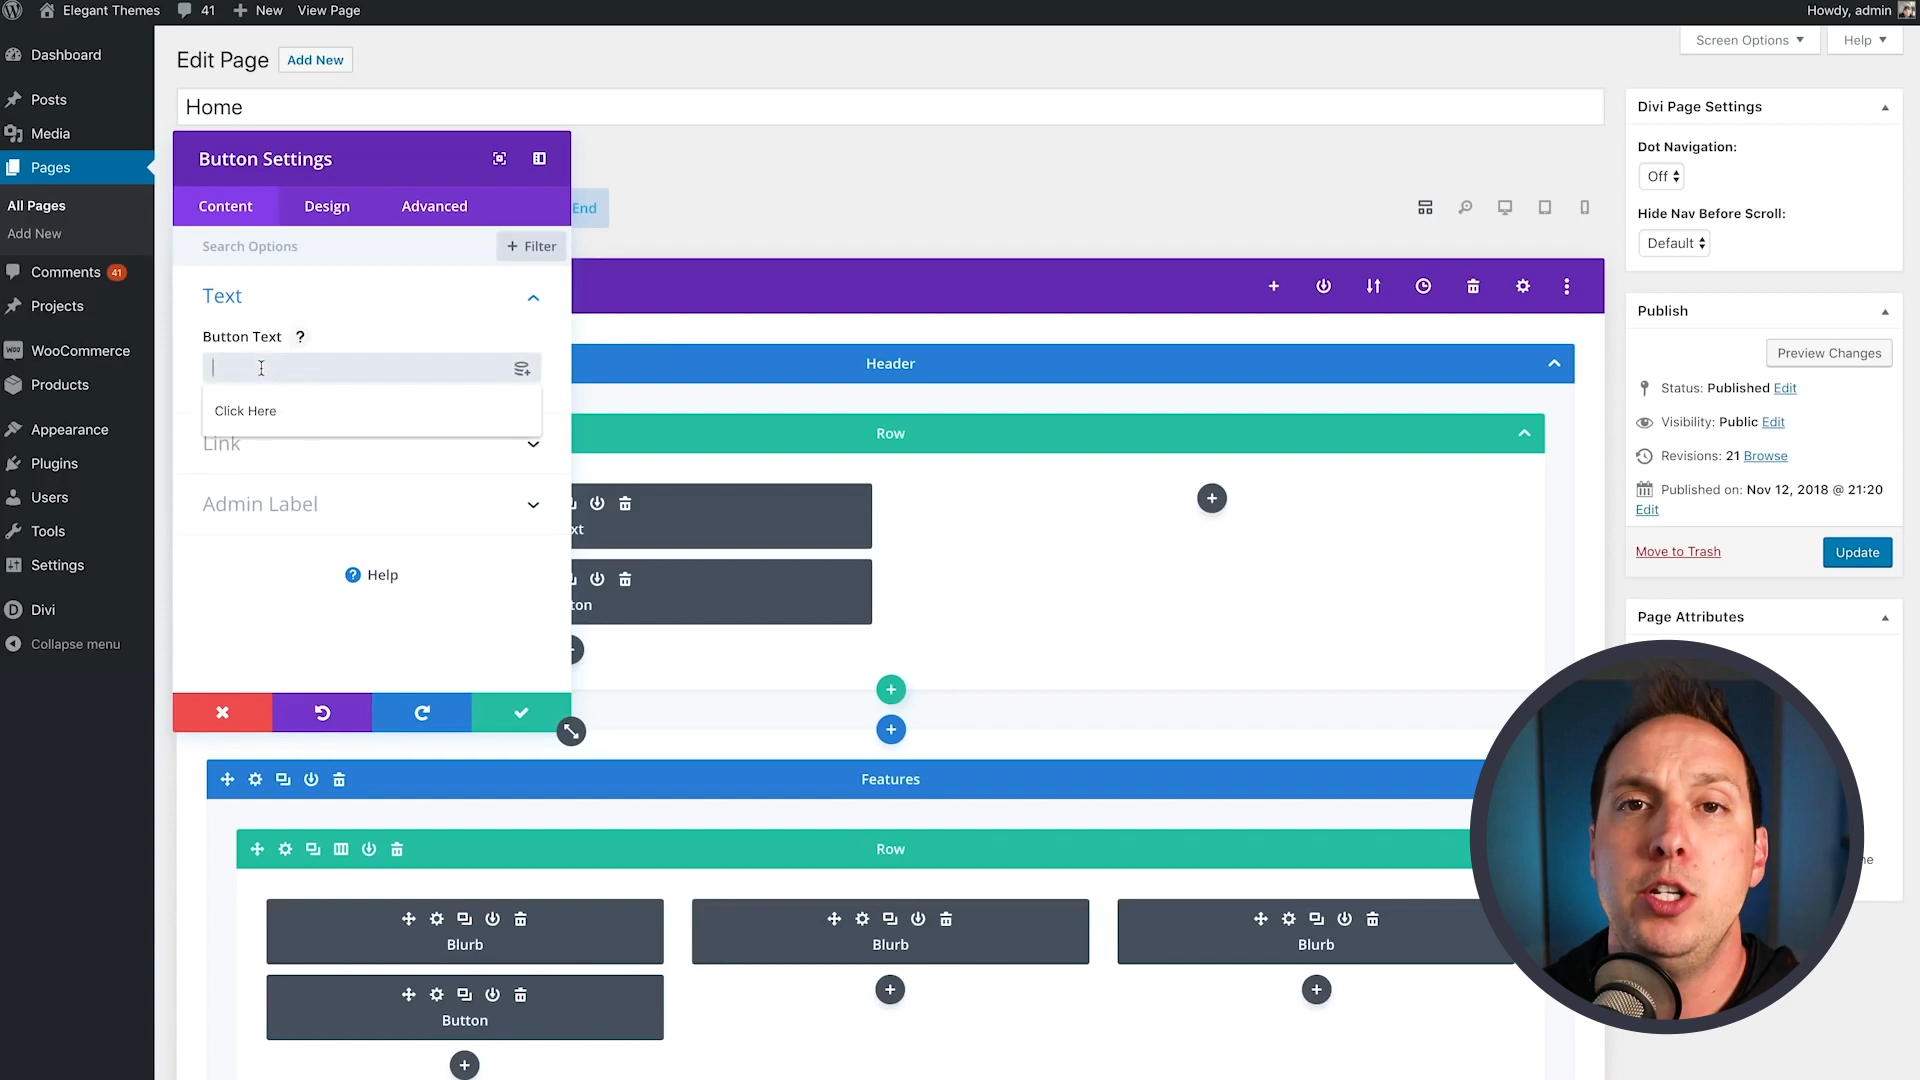 Elegant Themes
41
New
View Page
Howdy, admin
Dashboard
Posts
Media
Pages
All Pages
Add New
Comments 41
Projects
WooCommerce
Products
Appearance
Plugins
Users
Tools
Settings
Divi
Collapse menu
Edit Page
Add New
Screen Options
Help
Home
Button Settings
Content
Design
Advanced
End
Search Options
+ Filter
Text
Button Text ?
Click Here
Link
Admin Label
? Help
Header
Row
xt
ton
Features
Row
Blurb
Blurb
Blurb
Button
Divi Page Settings
Dot Navigation:
Off
Hide Nav Before Scroll:
Default
Publish
Preview Changes
Status: Published Edit
Visibility: Public Edit
Revisions: 21 Browse
Published on: Nov 12, 2018 @ 21:20
Edit
Move to Trash
Update
Page Attributes
ne